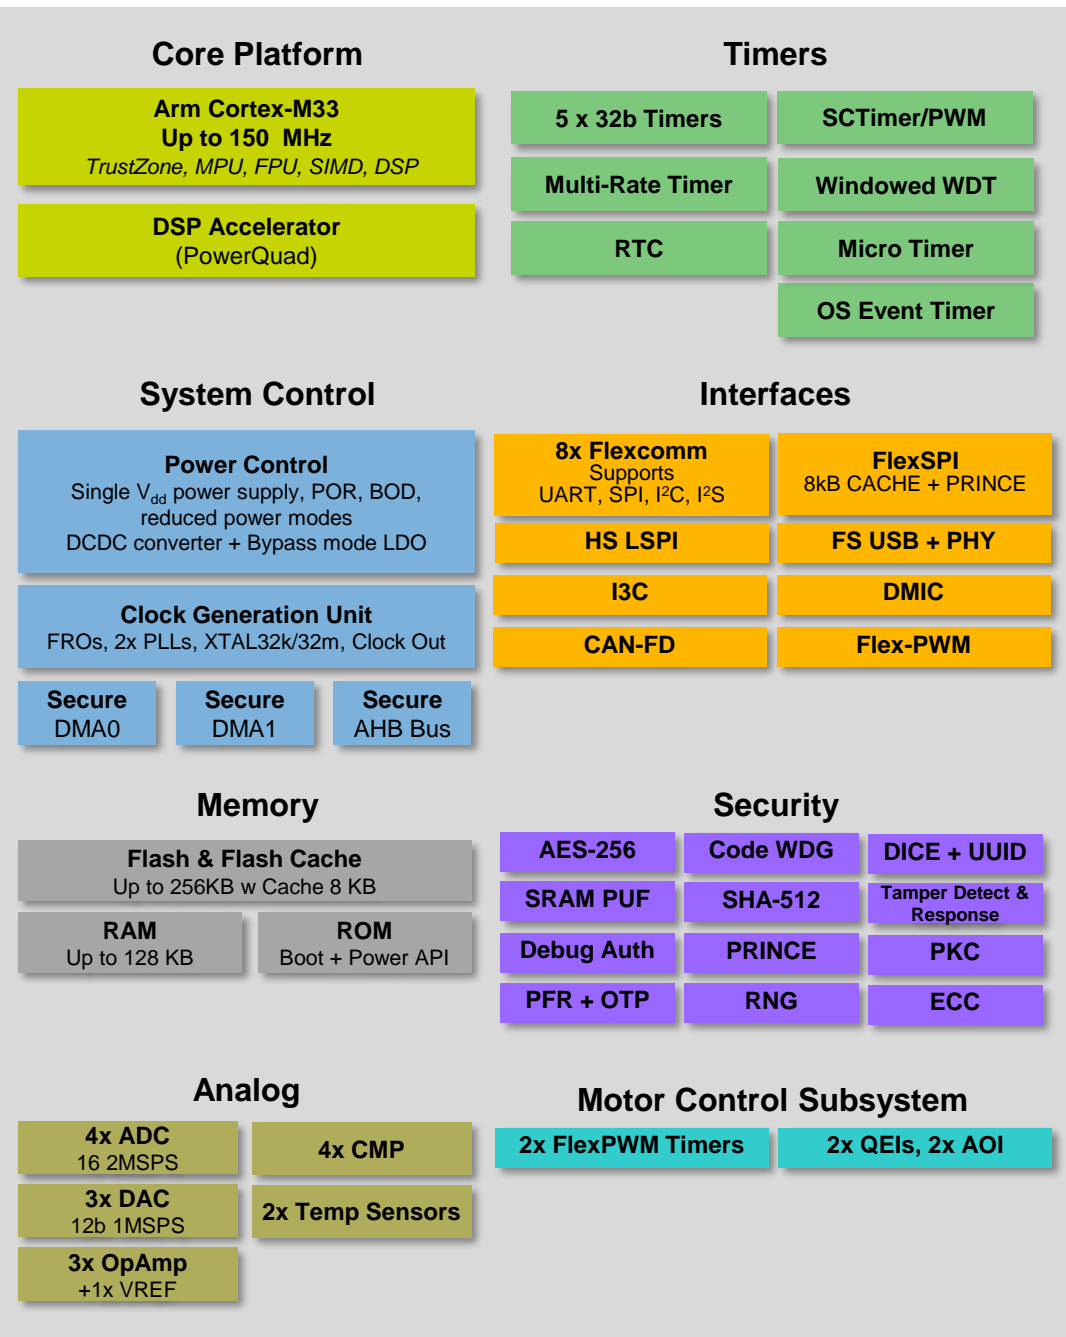 Core Platform
Arm Cortex-M33
Up to 150 MHz
TrustZone, MPU, FPU, SIMD, DSP
DSP Accelerator
(PowerQuad)
Timers
5 x 32b Timers
SCTimer/PWM
Multi-Rate Timer
Windowed WDT
RTC
Micro Timer
OS Event Timer
System Control
Power Control
Single Vdd power supply, POR, BOD,
reduced power modes
DCDC converter + Bypass mode LDO
Clock Generation Unit
FROs, 2x PLLs, XTAL32k/32m, Clock Out
Secure
DMA0
Secure
DMA1
Secure
AHB Bus
Interfaces
8x Flexcomm
Supports
UART, SPI, I²C, I²S
FlexSPI
8kB CACHE + PRINCE
HS LSPI
FS USB + PHY
I3C
DMIC
CAN-FD
Flex-PWM
Memory
Flash & Flash Cache
Up to 256KB w Cache 8 KB
RAM
Up to 128 KB
ROM
Boot + Power API
Security
AES-256
Code WDG
DICE + UUID
SRAM PUF
SHA-512
Tamper Detect &
Response
Debug Auth
PRINCE
PKC
PFR + OTP
RNG
ECC
Analog
4x ADC
16 2MSPS
4x CMP
3x DAC
12b 1MSPS
2x Temp Sensors
3x OpAmp
+1x VREF
Motor Control Subsystem
2x FlexPWM Timers
2x QEIs, 2x AOI